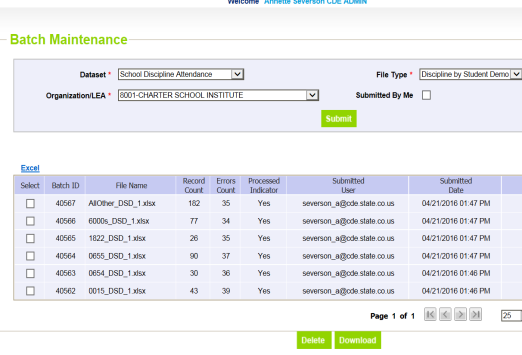 Welcome Annette Severson CDE ADMIN
Batch Maintenance
Dataset * School Discipline Attendance File Type * Discipline by Student Demo
Organization/LEA * 8001-CHARTER SCHOOL INSTITUTE Submitted By Me
Submit
Excel
Select Batch ID File Name Record Count Errors Count Processed Indicator Submitted User Submitted Date
40567 AllOther_DSD_1.xlsx 182 35 Yes severson_a@cde.state.co.us 04/21/2016 01:47 PM
40566 6000s_DSD_1.xlsx 77 34 Yes severson_a@cde.state.co.us 04/21/2016 01:47 PM
40565 1822_DSD_1.xlsx 26 35 Yes severson_a@cde.state.co.us 04/21/2016 01:47 PM
40564 0655_DSD_1.xlsx 90 37 Yes severson_a@cde.state.co.us 04/21/2016 01:47 PM
40563 0654_DSD_1.xlsx 30 36 Yes severson_a@cde.state.co.us 04/21/2016 01:46 PM
40562 0015_DSD_1.xlsx 43 39 Yes severson_a@cde.state.co.us 04/21/2016 01:46 PM
Page 1 of 1 25
Delete Download